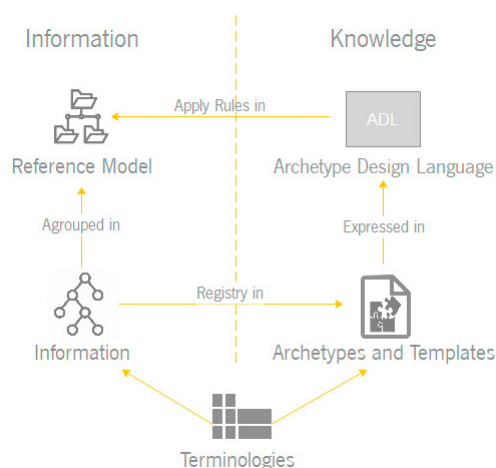 Information
Knowledge
Apply Rules in
ADL
Reference Model
Archetype Design Language
Agrouped in
Expressed in
Registry in
Information
Archetypes and Templates
Terminologies